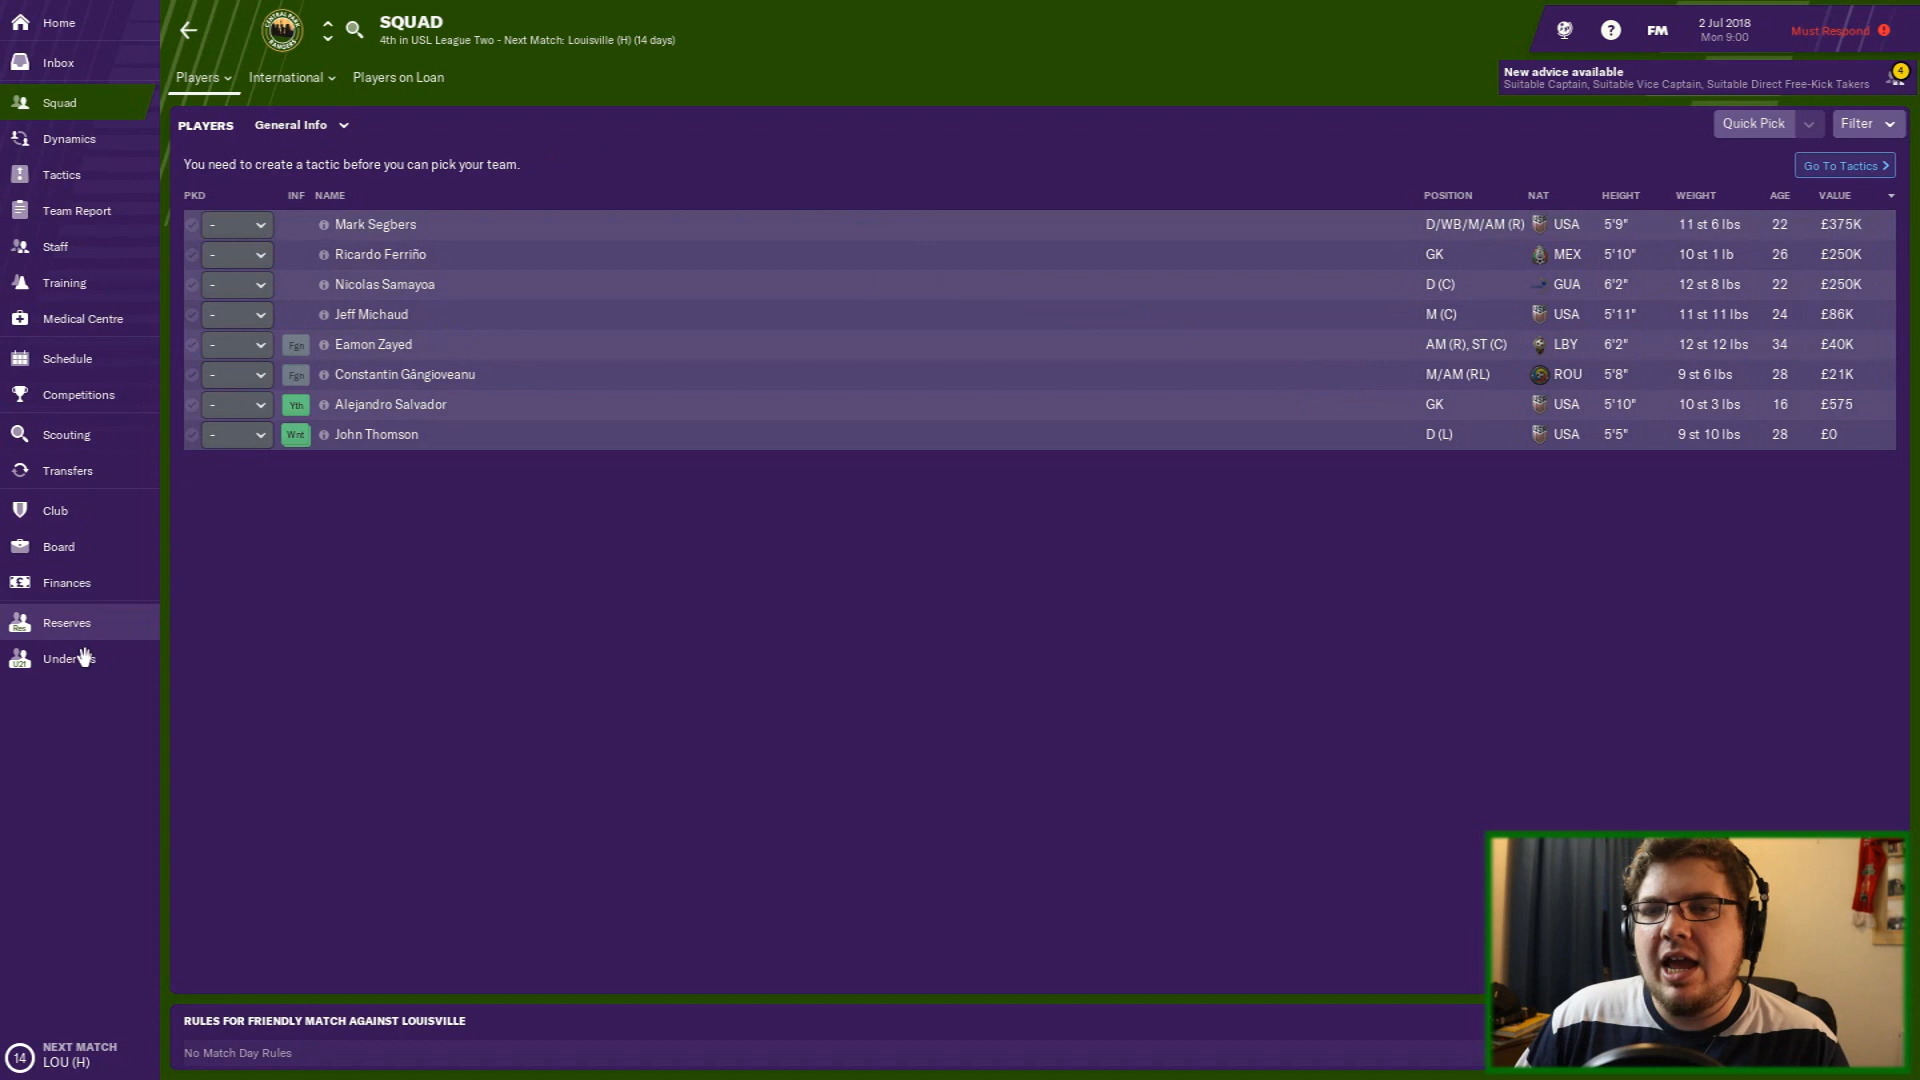 Home
Inbox
Squad
Dynamics
Tactics
Team Report
Staff
Training
Medical Centre
Schedule
Competitions
Scouting
Transfers
Club
Board
Finances
Res
Reserves
U21
14
NEXT MATCH
LOU (H)
CENTRAL PARK
RANGERS
SQUAD
4th in USL League Two - Next Match: Louisville (H) (14 days)
FM
2 Jul 2018
Mon 9:00
Must Respond
Players
International
Players on Loan
New advice available
Suitable Captain, Suitable Vice Captain, Suitable Direct Free-Kick Takers
4
PLAYERS
General Info
Quick Pick
Filter
You need to create a tactic before you can pick your team.
Go To Tactics
PKD INF NAME POSITION NAT HEIGHT WEIGHT AGE VALUE
- Mark Segbers D/WB/M/AM (R) USA 5'9" 11 st 6 lbs 22 £375K
- Ricardo Ferriño GK MEX 5'10" 10 st 1 lb 26 £250K
- Nicolas Samayoa D (C) GUA 6'2" 12 st 8 lbs 22 £250K
- Jeff Michaud M (C) USA 5'11" 11 st 11 lbs 24 £86K
- Fgn Eamon Zayed AM (R), ST (C) LBY 6'2" 12 st 12 lbs 34 £40K
- Fgn Constantin Gângioveanu M/AM (RL) ROU 5'8" 9 st 6 lbs 28 £21K
- Yth Alejandro Salvador GK USA 5'10" 10 st 3 lbs 16 £575
- Wnt John Thomson D (L) USA 5'5" 9 st 10 lbs 28 £0
RULES FOR FRIENDLY MATCH AGAINST LOUISVILLE
No Match Day Rules